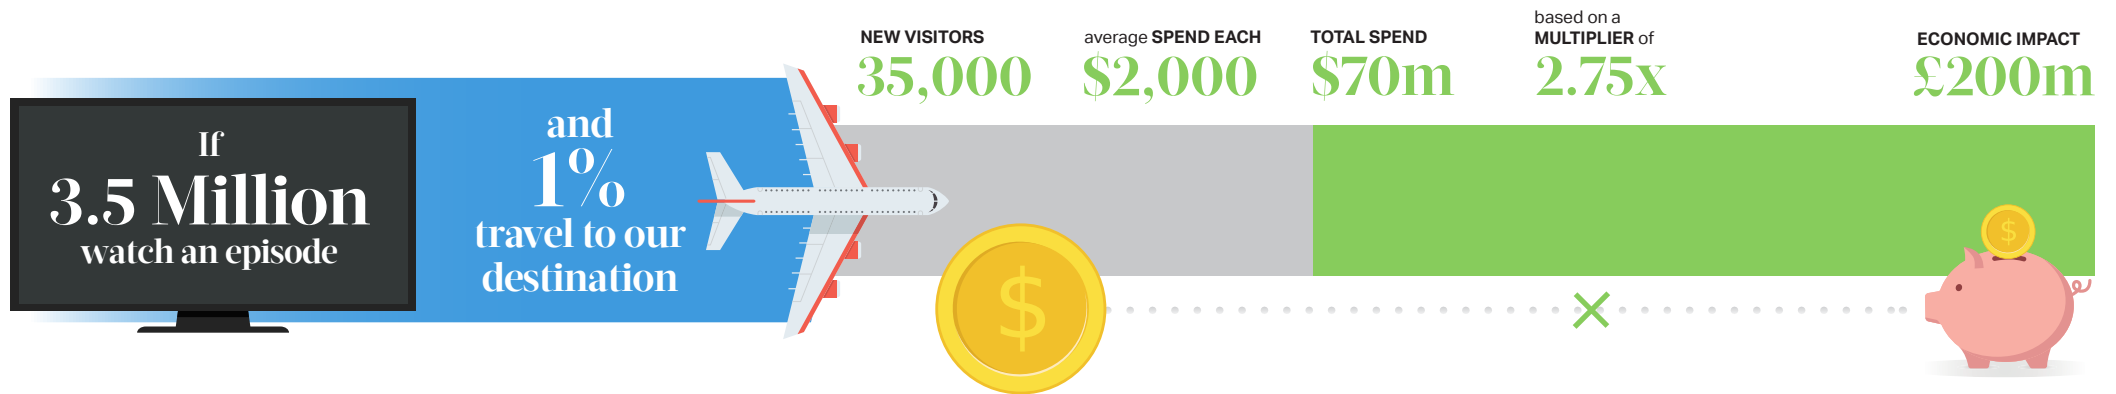 If
3.5 Million
watch an episode
and
1%
travel to our
destination
NEW VISITORS
35,000
average SPEND EACH
$2,000
TOTAL SPEND
$70m
based on a
MULTIPLIER of
2.75x
ECONOMIC IMPACT
£200m
$
$